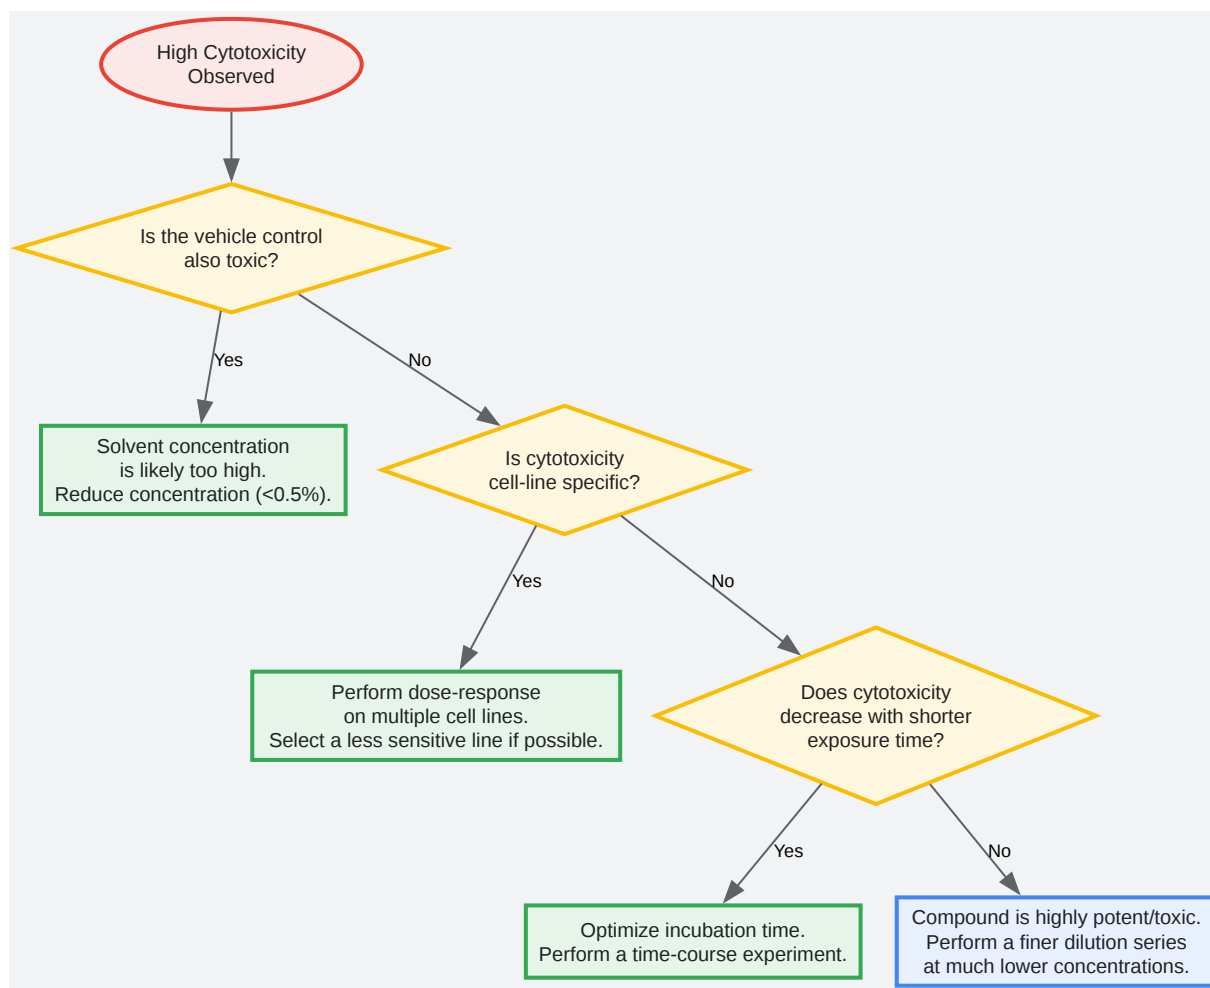 High Cytotoxicity
Observed
Is the vehicle control
also toxic?
Yes
No
Solvent concentration
is likely too high.
Reduce concentration (<0.5%).
Is cytotoxicity
cell-line specific?
Yes
No
Perform dose-response
on multiple cell lines.
Select a less sensitive line if possible.
Does cytotoxicity
decrease with shorter
exposure time?
Yes
No
Optimize incubation time.
Perform a time-course experiment.
Compound is highly potent/toxic.
Perform a finer dilution series
at much lower concentrations.